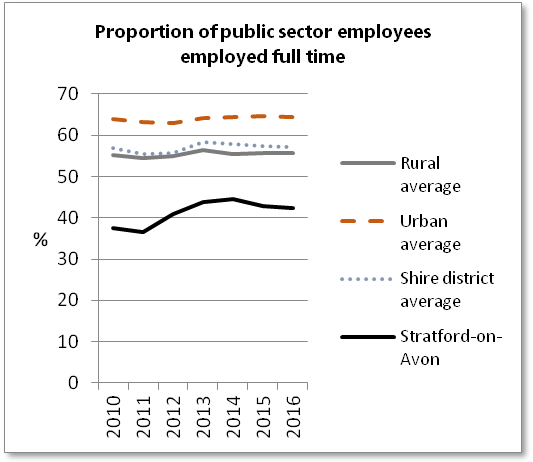 Proportion of public sector employees
employed full time
70
60
50
40
30
20
10
0
%
2010
2011
2012
2013
2014
2015
2016
Rural
average
Urban
average
Shire district
average
Stratford-on-
Avon